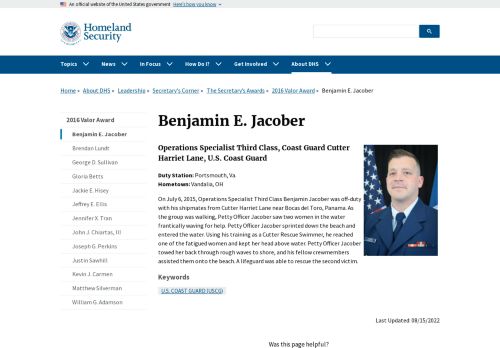 An official website of the United States government Here's how you know
Homeland
Security
Topics News In Focus How Do I? Get Involved About DHS
Home » About DHS » Leadership » Secretary's Corner » The Secretary's Awards » 2016 Valor Award » Benjamin E. Jacober
2016 Valor Award
Benjamin E. Jacober
Brendan Lundt
George D. Sullivan
Gloria Betts
Jackie E. Hisey
Jeffrey E. Ellis
Jennifer X. Tran
John J. Chiartas, III
Joseph G. Perkins
Justin Sawhill
Kevin J. Carmen
Matthew Silverman
William G. Adamson
Benjamin E. Jacober
Operations Specialist Third Class, Coast Guard Cutter
Harriet Lane, U.S. Coast Guard
Duty Station: Portsmouth, Va
Hometown: Vandalia, OH
On July 6, 2015, Operations Specialist Third Class Benjamin Jacober was off-duty
with his shipmates from Cutter Harriet Lane near Bocas del Toro, Panama. As
the group was walking, Petty Officer Jacober saw two women in the water
frantically waving for help. Petty Officer Jacober sprinted down the beach and
entered the water. Using his training as a Cutter Rescue Swimmer, he reached
one of the fatigued women and kept her head above water. Petty Officer Jacober
towed her back through rough waves to shore, and his fellow crewmembers
assisted them onto the beach. A lifeguard was able to rescue the second victim.
Keywords
U.S. COAST GUARD (USCG)
Last Updated: 08/15/2022
Was this page helpful?